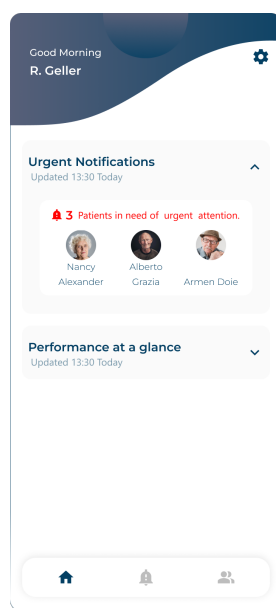 Good Morning
R. Geller
Urgent Notifications
Updated 13:30 Today
3 Patients in need of urgent attention.
Nancy Alexander
Alberto Grazia
Armen Doie
Performance at a glance
Updated 13:30 Today